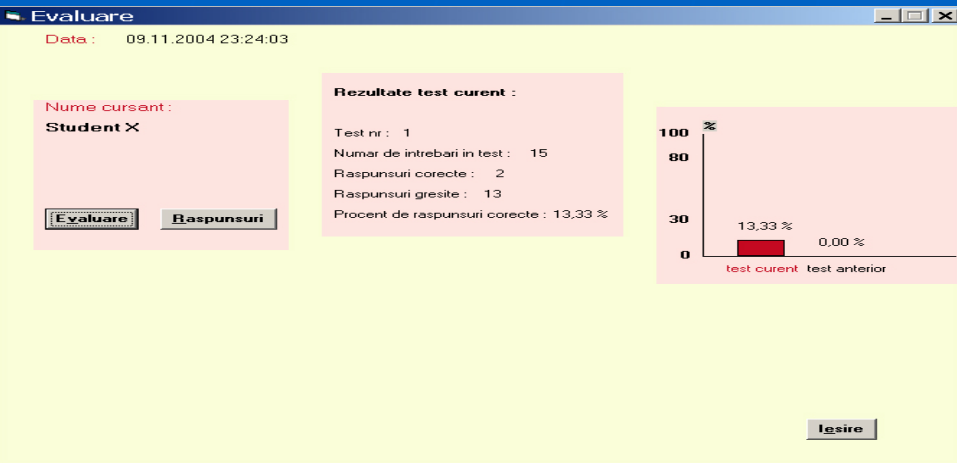 Evaluare
Data : 09.11.2004 23:24:03
Nume cursant :
Student X
Evaluare
Raspunsuri
Rezultate test curent :
Test nr : 1
Numar de intrebari in test : 15
Raspunsuri corecte : 2
Raspunsuri gresite : 13
Procent de raspunsuri corecte : 13,33 %
%
100
80
30
0
13,33 %
0,00 %
test curent test anterior
Iesire